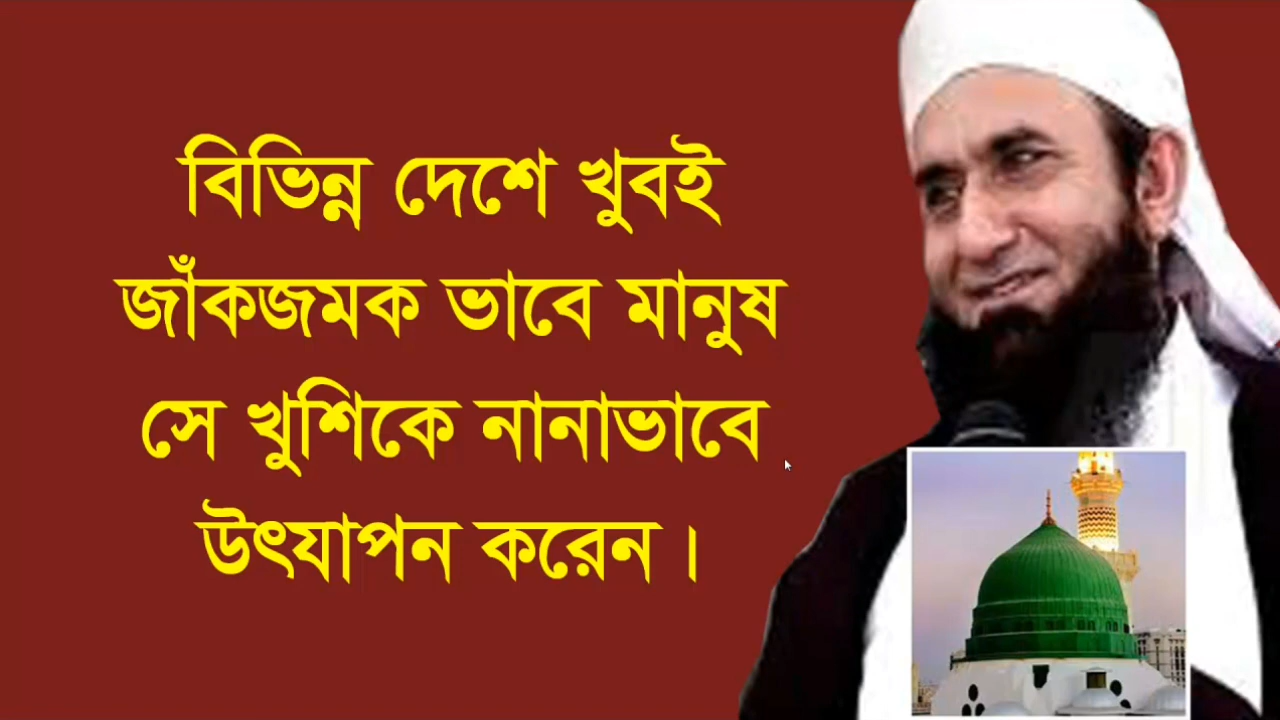 বিভিন্ন দেশে খুবই
জাঁকজমক ভাবে মানুষ
সে খুশিকে নানাভাবে
উৎযাপন করেন।